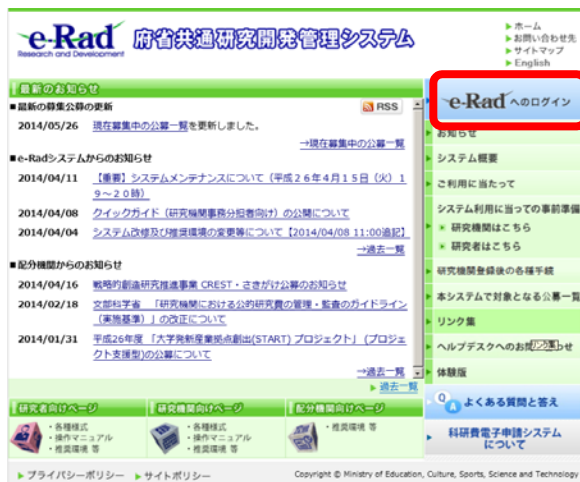 e-Rad
Research and Development
府省共通研究開発管理システム
ホーム
お問い合わせ先
サイトマップ
English
最新のお知らせ
■最新の募集公募の更新
RSS
2014/05/26 現在募集中の公募一覧を更新しました。
→現在募集中の公募一覧
■e-Radシステムからのお知らせ
2014/04/11 【重要】システムメンテナンスについて（平成２６年４月１５日（火）１
９～２０時）
2014/04/08 クイックガイド（研究機関事務分担者向け）の公開について
2014/04/04 システム改修及び推奨環境の変更等について【2014/04/08 11:00追記】
→過去一覧
■配分機関からのお知らせ
2014/04/16 戦略的創造研究推進事業 CREST・さきがけ公募のお知らせ
2014/02/18 文部科学省 「研究機関における公的研究費の管理・監査のガイドライン
（実施基準）」の改正について
2014/01/31 平成26年度 「大学発新産業拠点創出(START) プロジェクト」（プロジェ
クト支援型)の公募について
→過去一覧
過去一覧
e-Rad へのログイン
お知らせ
システム概要
ご利用に当たって
システム利用に当っての事前準備
研究機関はこちら
研究者はこちら
研究機関登録後の各種手続
本システムで対象となる公募一覧
リンク集
ヘルプデスクへのお問リンク集わせ
体験版
Q A よくある質問と答え
科研費電子申請システム
について
研究者向けページ
・各種様式
・操作マニュアル
・推奨環境 等
研究機関向けページ
・各種様式
・操作マニュアル
・推奨環境 等
配分機関向けページ
・推奨環境 等
プライバシーポリシー
サイトポリシー
Copyright © Ministry of Education, Culture, Sports, Science and Technology